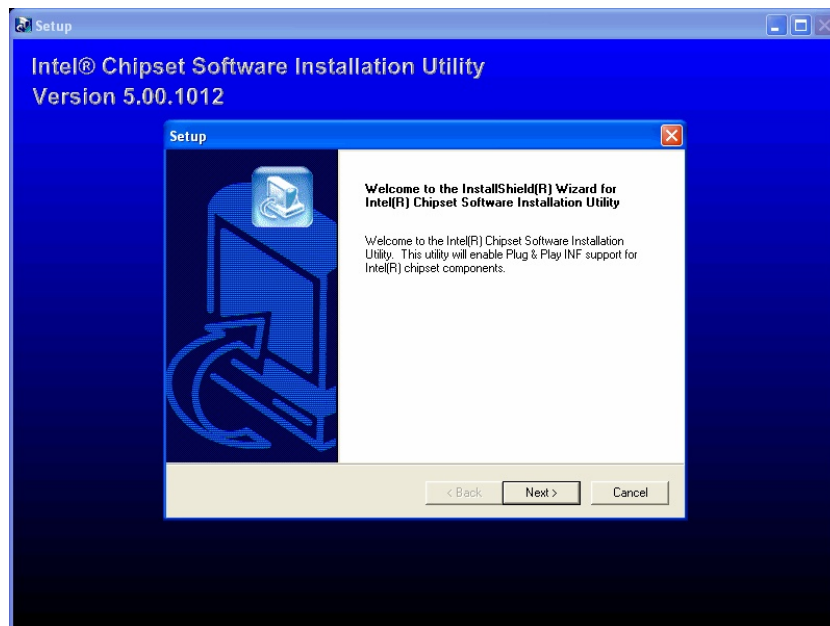 Setup
Intel® Chipset Software Installation Utility
Version 5.00.1012
Setup
Welcome to the InstallShield(R) Wizard for
Intel(R) Chipset Software Installation Utility
Welcome to the Intel(R) Chipset Software Installation
Utility. This utility will enable Plug & Play INF support for
Intel(R) chipset components.
< Back
Next >
Cancel